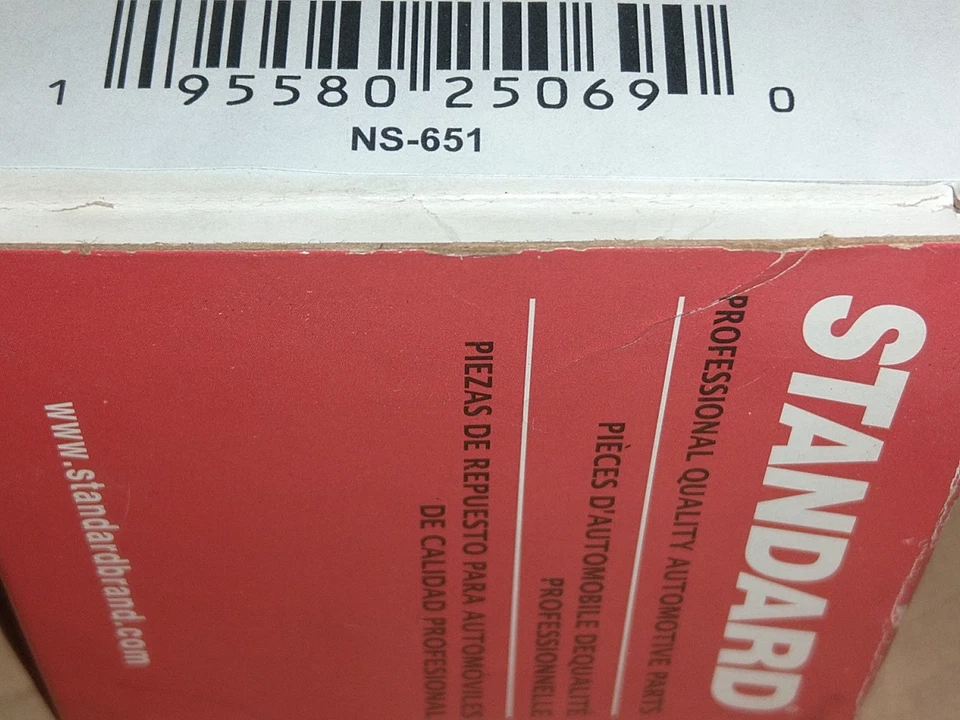 1 95580 25069 0
NS-651
STANDARD
PROFESSIONAL QUALITY AUTOMOTIVE PARTS
PIÈCES D'AUTOMOBILE DEQUALITÉ
PROFESSIONNELLE
PIEZAS DE REPUESTO PARA AUTOMÓVILES
DE CALIDAD PROFESIONAL
www.standardbrand.com